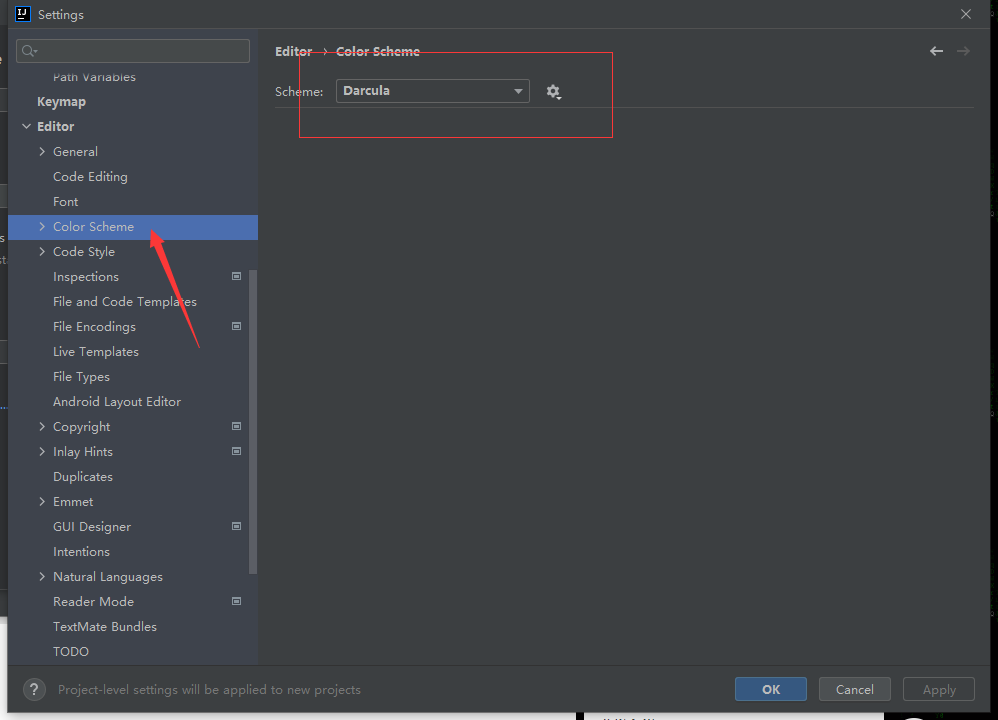 Settings
Path Variables
Keymap
Editor
General
Code Editing
Font
Color Scheme
Code Style
Inspections
File and Code Templates
File Encodings
Live Templates
File Types
Android Layout Editor
Copyright
Inlay Hints
Duplicates
Emmet
GUI Designer
Intentions
Natural Languages
Reader Mode
TextMate Bundles
TODO
Editor › Color Scheme
Scheme: Darcula
? Project-level settings will be applied to new projects
OK Cancel Apply